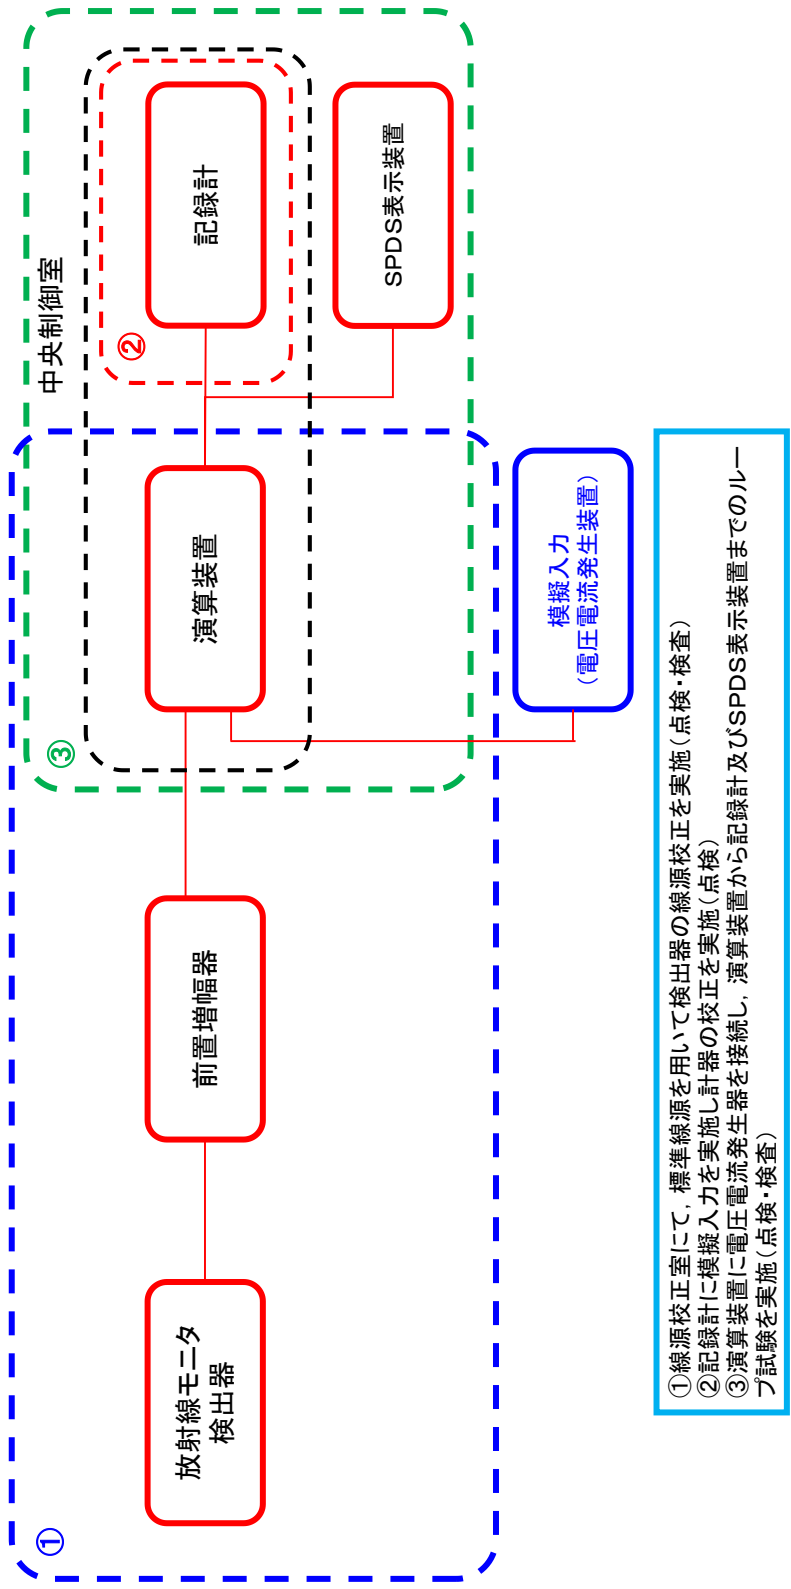 ①
放射線モニタ
検出器
前置増幅器
③
演算装置
模擬入力
（電圧電流発生装置）
中央制御室
②
記録計
SPDS表示装置
①線源校正室にて，標準線源を用いて検出器の線源校正を実施（点検・検査）
②記録計に模擬入力を実施し計器の校正を実施（点検）
③演算装置に電圧電流発生器を接続し，演算装置から記録計及びSPDS表示装置までのルー
プ試験を実施（点検・検査）